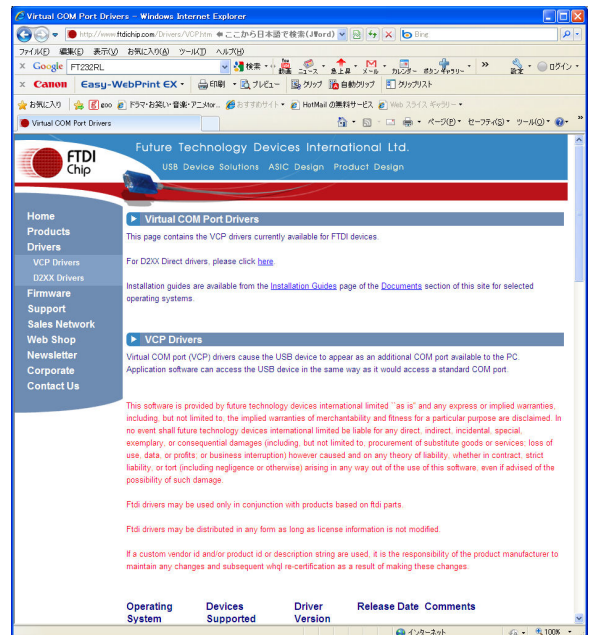 Virtual COM Port Drivers - Windows Internet Explorer
http://www.ftdichip.com/Drivers/VCP.htm ここから日本語で検索(JWord)
Bing
ファイル(F) 編集(E) 表示(V) お気に入り(A) ツール(T) ヘルプ(H)
x Google FT232RL 検索 動画 ニュース 急上昇 メール カレンダー ボタン ギャラリー » 設定 ログイン
x Canon Easy-WebPrint EX 印刷 プレビュー クリップ 自動クリップ クリップリスト
お気に入り goo ドラマ・お笑い・音楽・アニメtor... おすすめサイト HotMail の無料サービス Web スライス ギャラリー
Virtual COM Port Drivers ページ(P) セーフティ(S) ツール(O) »
FTDI
Chip
Future Technology Devices International Ltd.
USB Device Solutions ASIC Design Product Design
Home
Products
Drivers
VCP Drivers
D2XX Drivers
Firmware
Support
Sales Network
Web Shop
Newsletter
Corporate
Contact Us
Virtual COM Port Drivers
This page contains the VCP drivers currently available for FTDI devices.
For D2XX Direct drivers, please click here.
Installation guides are available from the Installation Guides page of the Documents section of this site for selected
operating systems.
VCP Drivers
Virtual COM port (VCP) drivers cause the USB device to appear as an additional COM port available to the PC.
Application software can access the USB device in the same way as it would access a standard COM port.
This software is provided by future technology devices international limited ``as is'' and any express or implied warranties,
including, but not limited to, the implied warranties of merchantability and fitness for a particular purpose are disclaimed. In
no event shall future technology devices international limited be liable for any direct, indirect, incidental, special,
exemplary, or consequential damages (including, but not limited to, procurement of substitute goods or services; loss of
use, data, or profits; or business interruption) however caused and on any theory of liability, whether in contract, strict
liability, or tort (including negligence or otherwise) arising in any way out of the use of this software, even if advised of the
possibility of such damage.
Ftdi drivers may be used only in conjunction with products based on ftdi parts.
Ftdi drivers may be distributed in any form as long as license information is not modified.
If a custom vendor id and/or product id or description string are used, it is the responsibility of the product manufacturer to
maintain any changes and subsequent whql re-certification as a result of making these changes.
Operating System Devices Supported Driver Version Release Date Comments
インターネット 100%